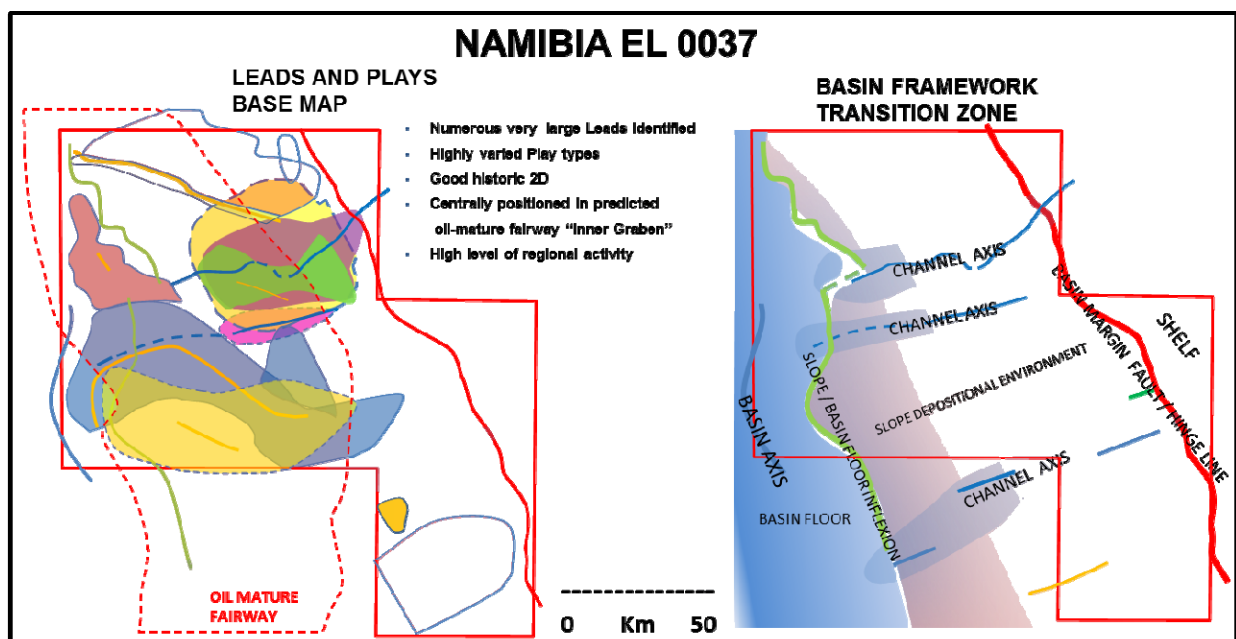 NAMIBIA EL 0037
LEADS AND PLAYS
BASE MAP
• Numerous very large Leads Identified
• Highly varied Play types
• Good historic 2D
• Centrally positioned in predicted
oil-mature fairway “Inner Graben”
• High level of regional activity
OIL MATURE
FAIRWAY
0 Km 50
BASIN FRAMEWORK
TRANSITION ZONE
CHANNEL AXIS
CHANNEL AXIS
SHELF
BASIN MARGIN FAULT / HINGE LINE
SLOPE DEPOSITIONAL ENVIRONMENT
SLOPE / BASIN FLOOR INFLEXION
BASIN AXIS
CHANNEL AXIS
BASIN FLOOR